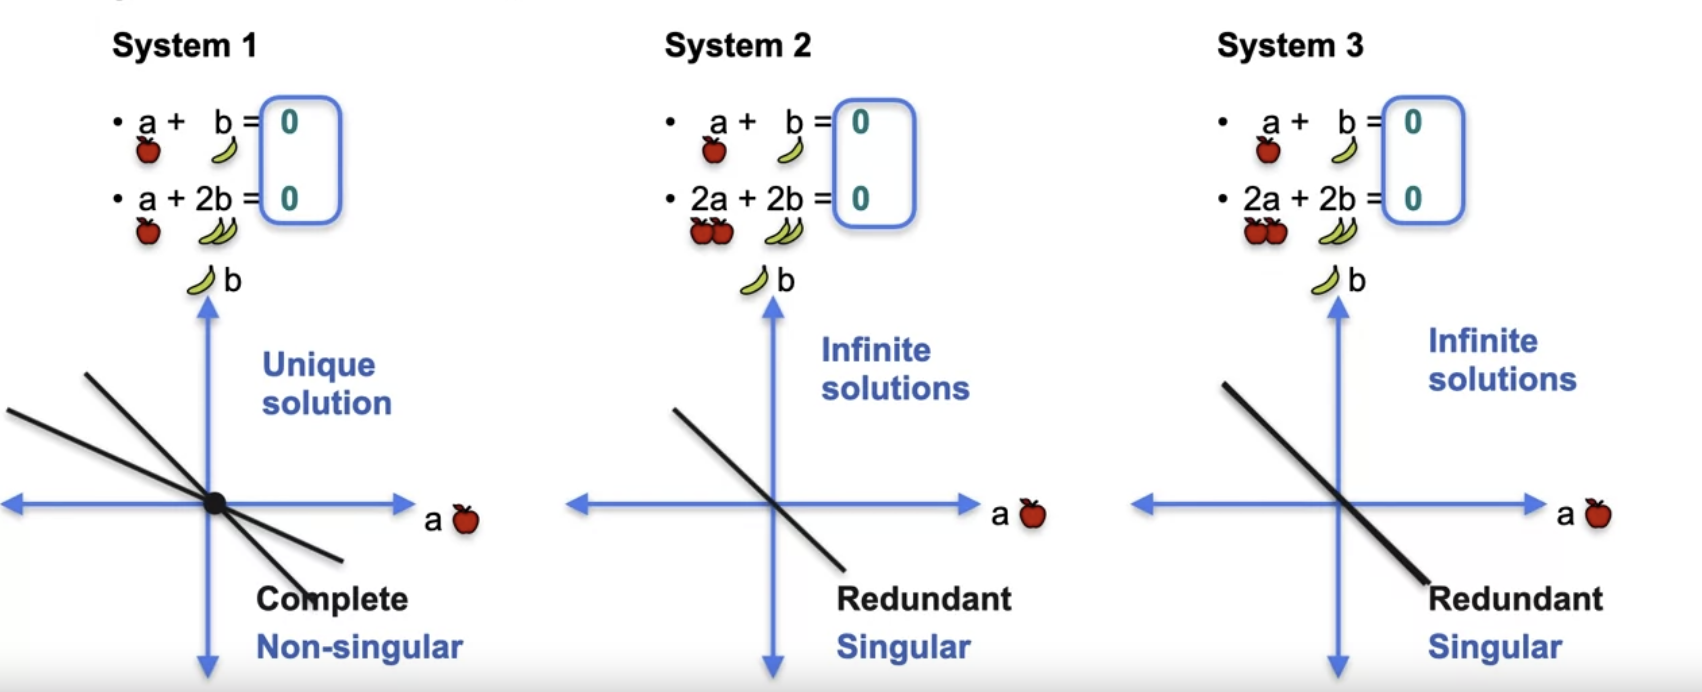 System 1
• a + b = 0
• a + 2b = 0
b
Unique
solution
a
Complete
Non-singular
System 2
• a + b = 0
• 2a + 2b = 0
b
Infinite
solutions
a
Redundant
Singular
System 3
• a + b = 0
• 2a + 2b = 0
b
Infinite
solutions
a
Redundant
Singular